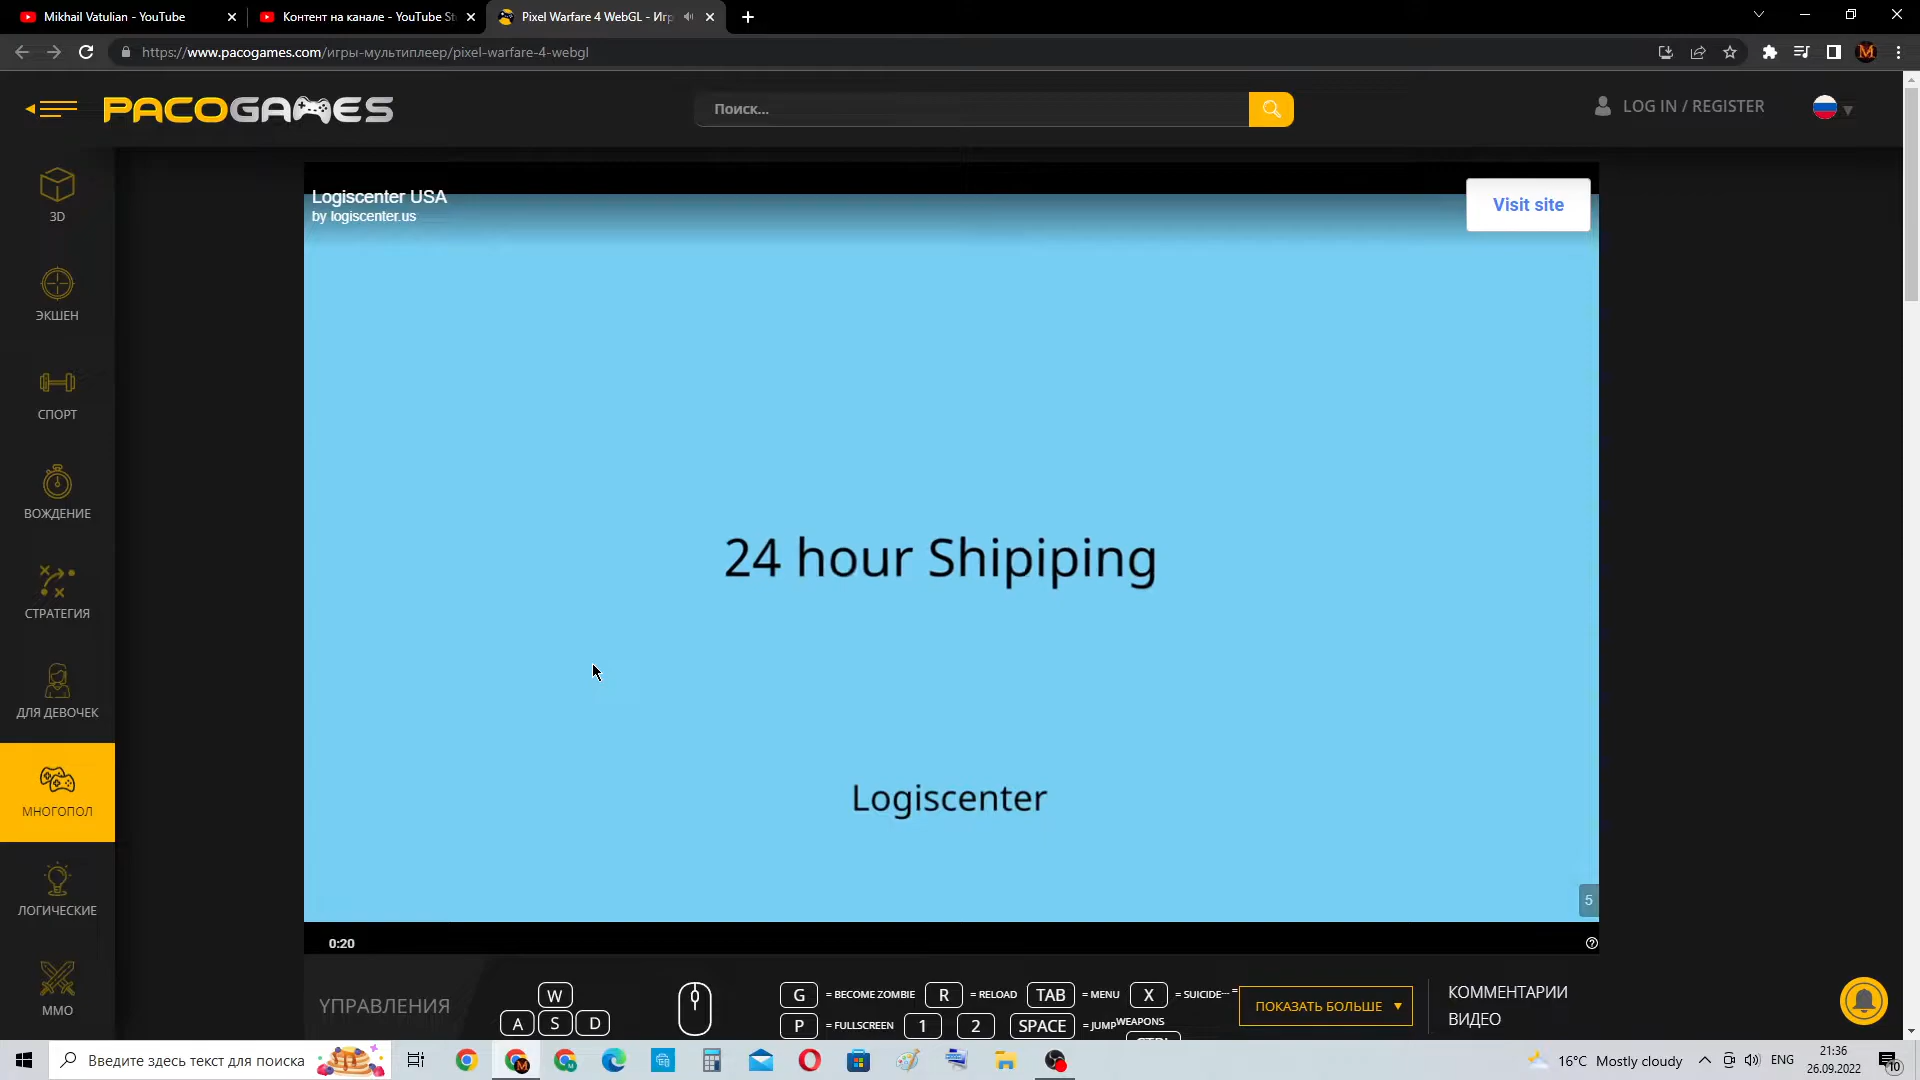 Mikhail Vatulian - YouTube
Контент на канале - YouTube St
Pixel Warfare 4 WebGL - Игр
https://www.pacogames.com/игры-мультиплеер/pixel-warfare-4-webgl
PACOGAMES
Поиск...
LOG IN / REGISTER
3D
ЭКШЕН
СПОРТ
ВОЖДЕНИЕ
СТРАТЕГИЯ
ДЛЯ ДЕВОЧЕК
МНОГОПОЛ
ЛОГИЧЕСКИЕ
MMO
Logiscenter USA
by logiscenter.us
Visit site
24 hour Shipiping
Logiscenter
5
0:20
УПРАВЛЕНИЯ
W
A S D
G = BECOME ZOMBIE R = RELOAD TAB = MENU X = SUICIDE
P = FULLSCREEN 1 2 SPACE = JUMP WEAPONS
CTRL
ПОКАЗАТЬ БОЛЬШЕ
КОММЕНТАРИИ
ВИДЕО
Введите здесь текст для поиска
16°C Mostly cloudy
ENG
21:36
26.09.2022
10